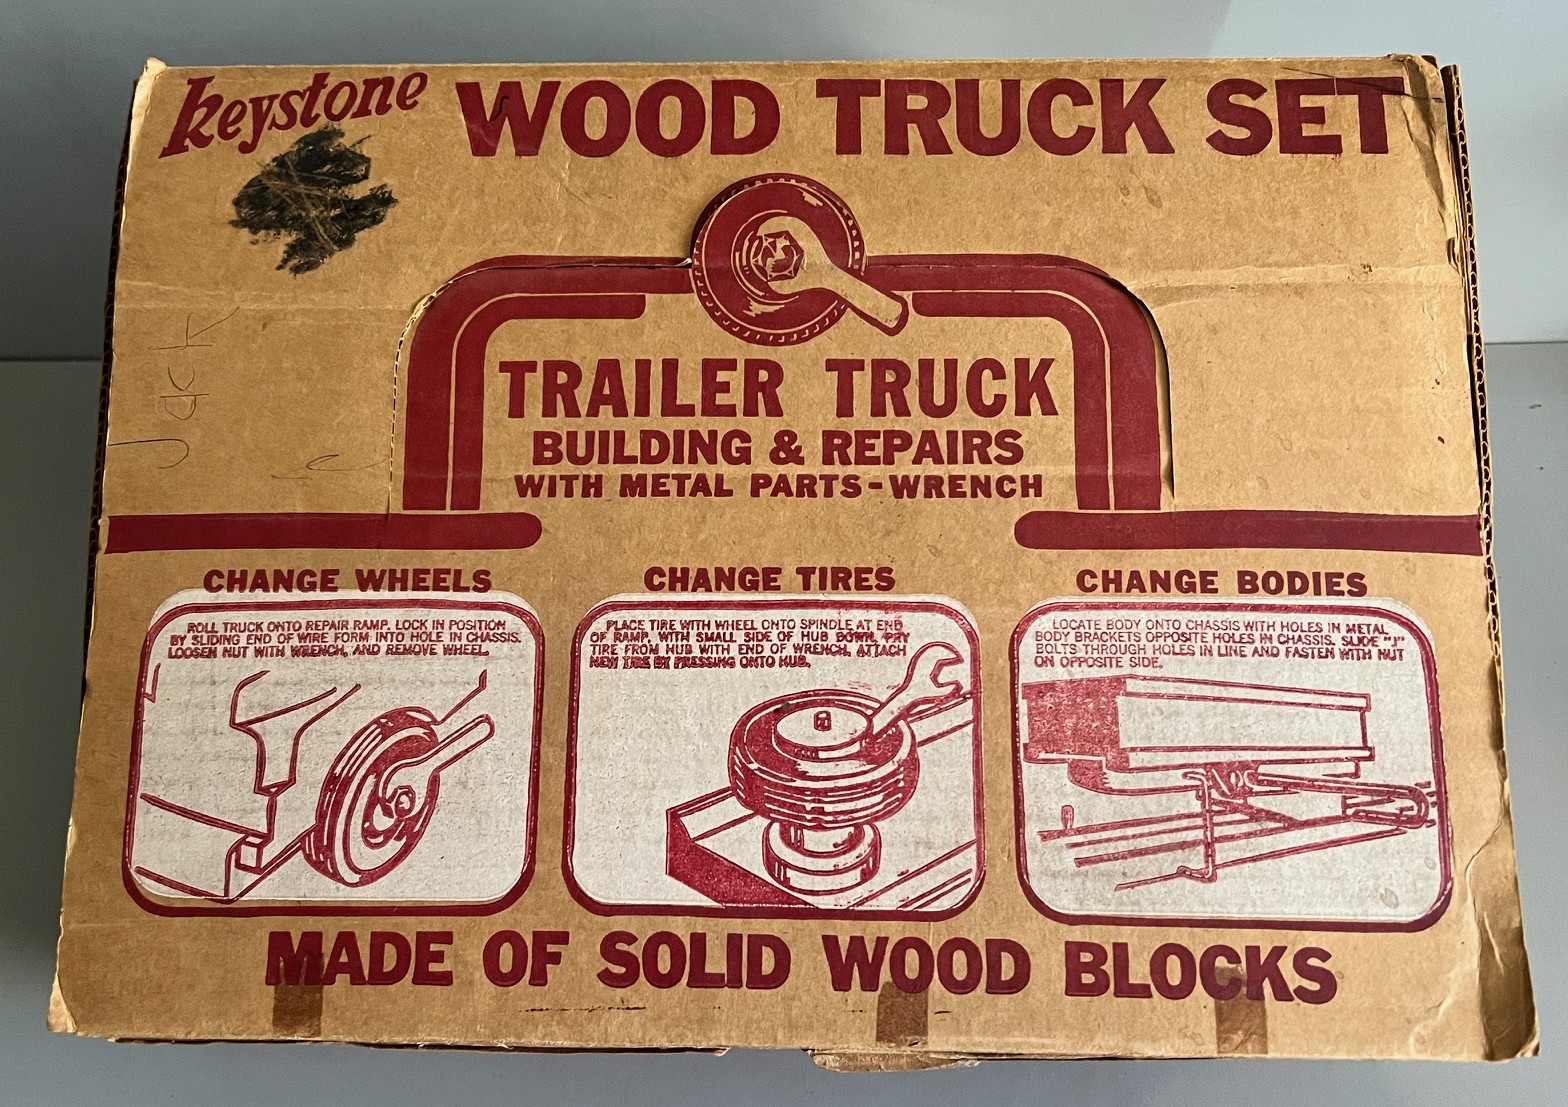 keystone WOOD TRUCK SET
Jack
TRAILER TRUCK
BUILDING & REPAIRS
WITH METAL PARTS-WRENCH
CHANGE WHEELS
ROLL TRUCK ONTO REPAIR RAMP. LOCK IN POSITION
BY SLIDING END OF WIRE FORM INTO HOLE IN CHASSIS.
LOOSEN NUT WITH WRENCH, AND REMOVE WHEEL.
CHANGE TIRES
PLACE TIRE WITH WHEEL ONTO SPINDLE AT END
OF RAMP, WITH SMALL SIDE OF HUB DOWN. PRY
TIRE FROM HUB WITH END OF WRENCH, ATTACH
NEW TIRE BY PRESSING ONTO HUB.
CHANGE BODIES
LOCATE BODY ONTO CHASSIS WITH HOLES IN METAL
BODY BRACKETS OPPOSITE HOLES IN CHASSIS. SLIDE
BOLTS THROUGH HOLES IN LINE AND FASTEN WITH NUT
ON OPPOSITE SIDE.
MADE OF SOLID WOOD BLOCKS